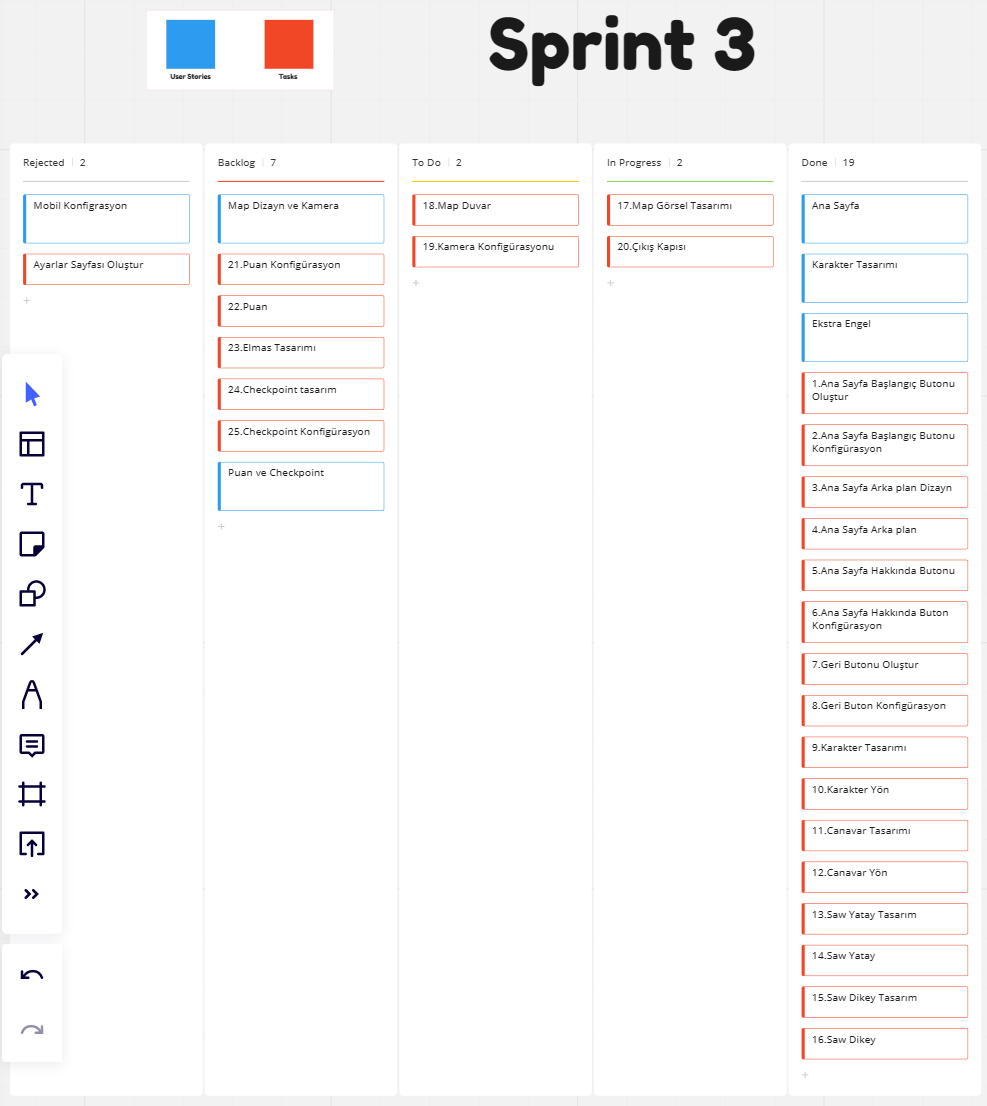 Sprint 3
User Stories
Tasks
Rejected 2
Mobil Konfigrasyon
Ayarlar Sayfası Oluştur
+
Backlog 7
Map Dizayn ve Kamera
21.Puan Konfigürasyon
22.Puan
23.Elmas Tasarımı
24.Checkpoint tasarım
25.Checkpoint Konfigürasyon
Puan ve Checkpoint
+
To Do 2
18.Map Duvar
19.Kamera Konfigürasyonu
+
In Progress 2
17.Map Görsel Tasarımı
20.Çıkış Kapısı
+
Done 19
Ana Sayfa
Karakter Tasarımı
Ekstra Engel
1.Ana Sayfa Başlangıç Butonu
Oluştur
2.Ana Sayfa Başlangıç Butonu
Konfigürasyon
3.Ana Sayfa Arka plan Dizayn
4.Ana Sayfa Arka plan
5.Ana Sayfa Hakkında Butonu
6.Ana Sayfa Hakkında Buton
Konfigürasyon
7.Geri Butonu Oluştur
8.Geri Buton Konfigürasyon
9.Karakter Tasarımı
10.Karakter Yön
11.Canavar Tasarımı
12.Canavar Yön
13.Saw Yatay Tasarım
14.Saw Yatay
15.Saw Dikey Tasarım
16.Saw Dikey
+